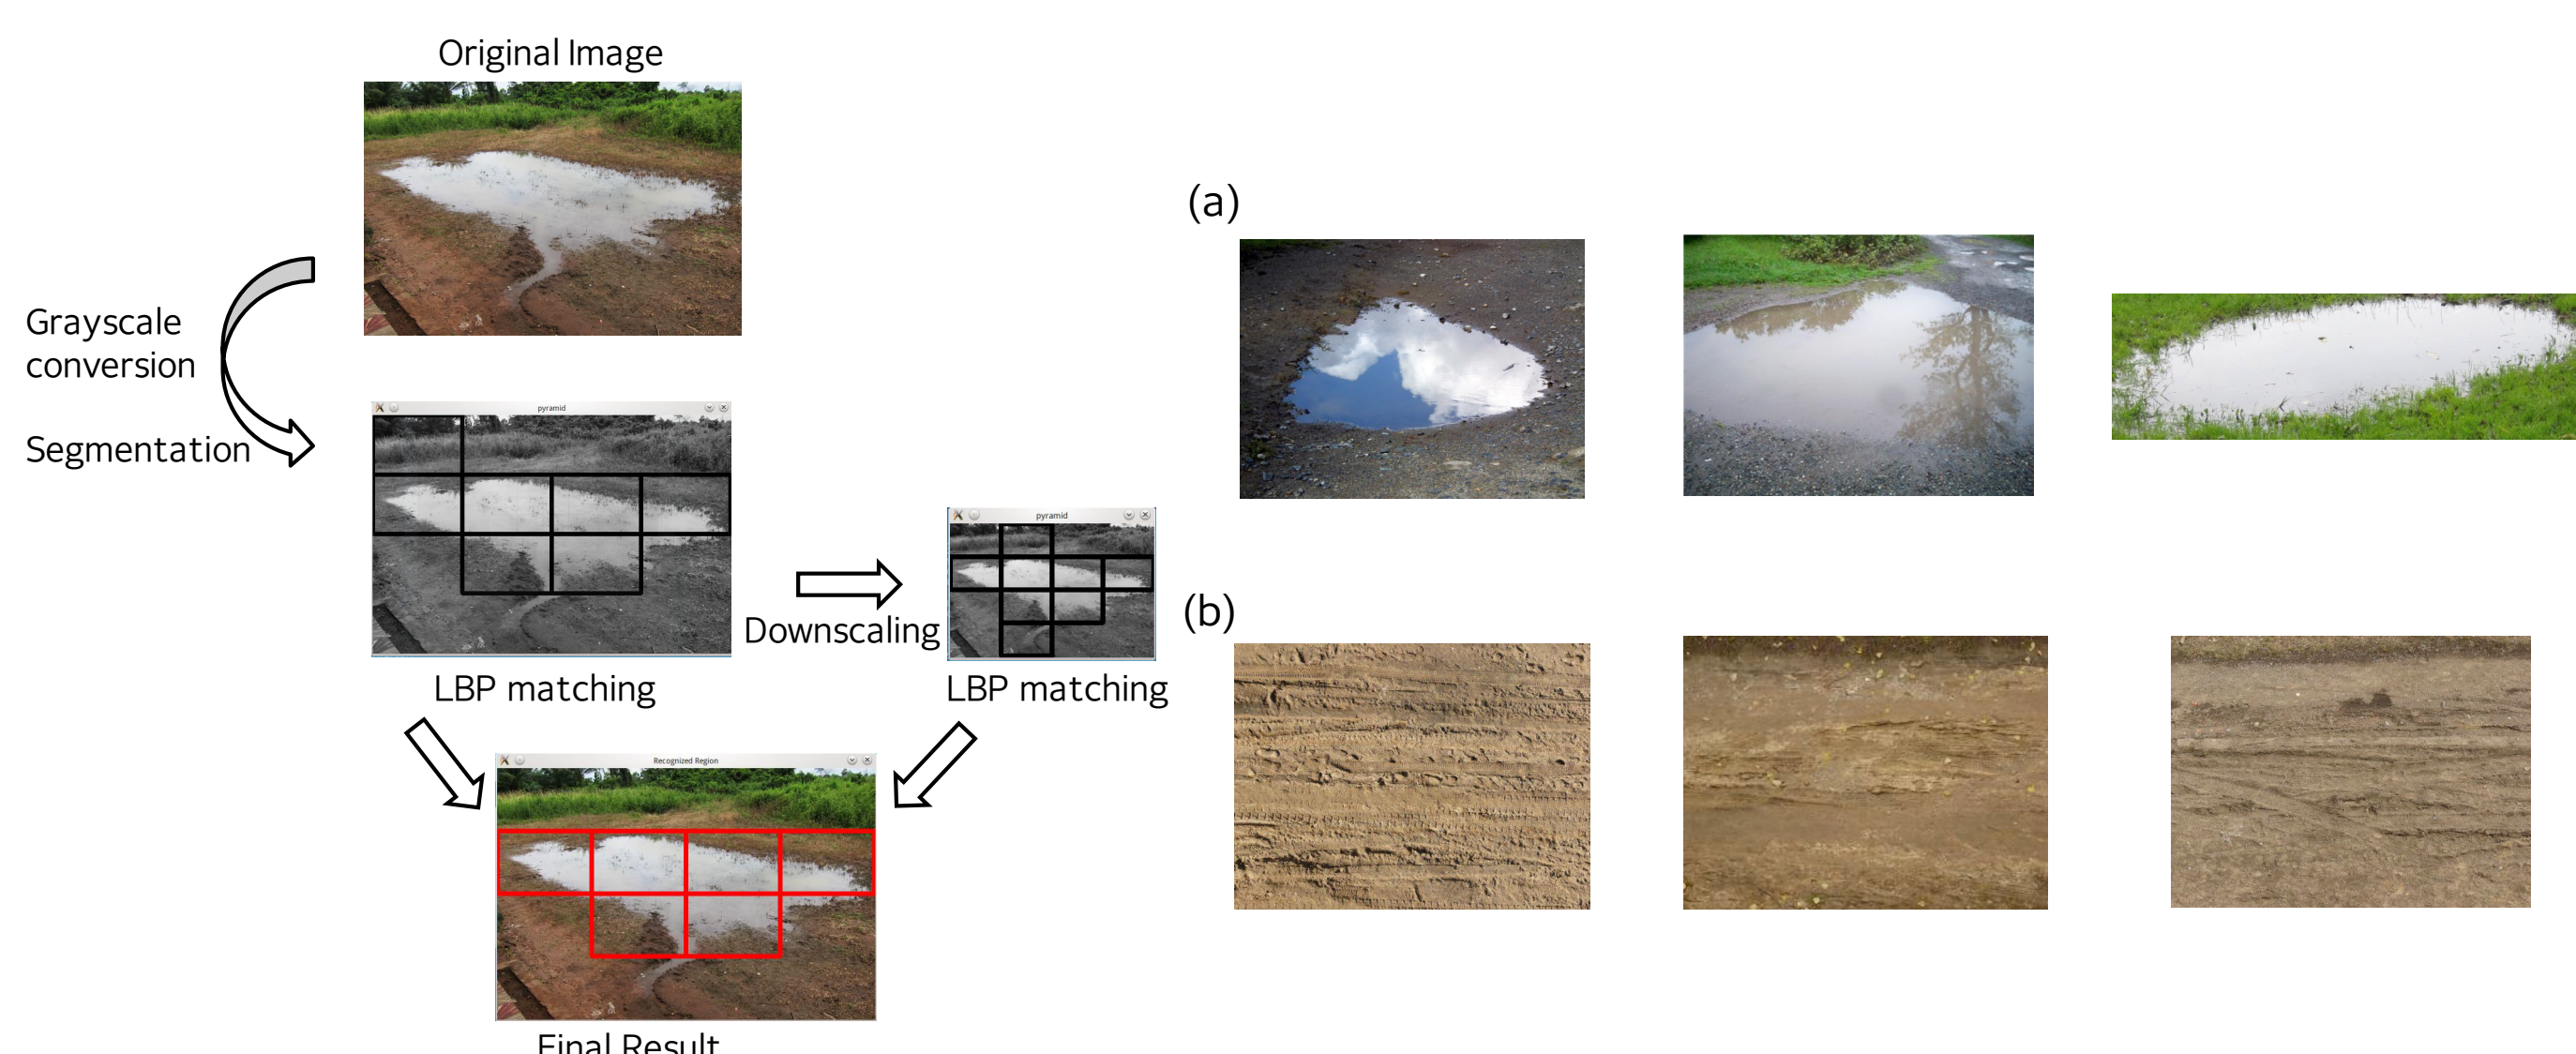 Original Image
Grayscale
conversion
Segmentation
pyramid
pyramid
Downscaling
LBP matching
LBP matching
Recognized Region
Final Result
(a)
(b)